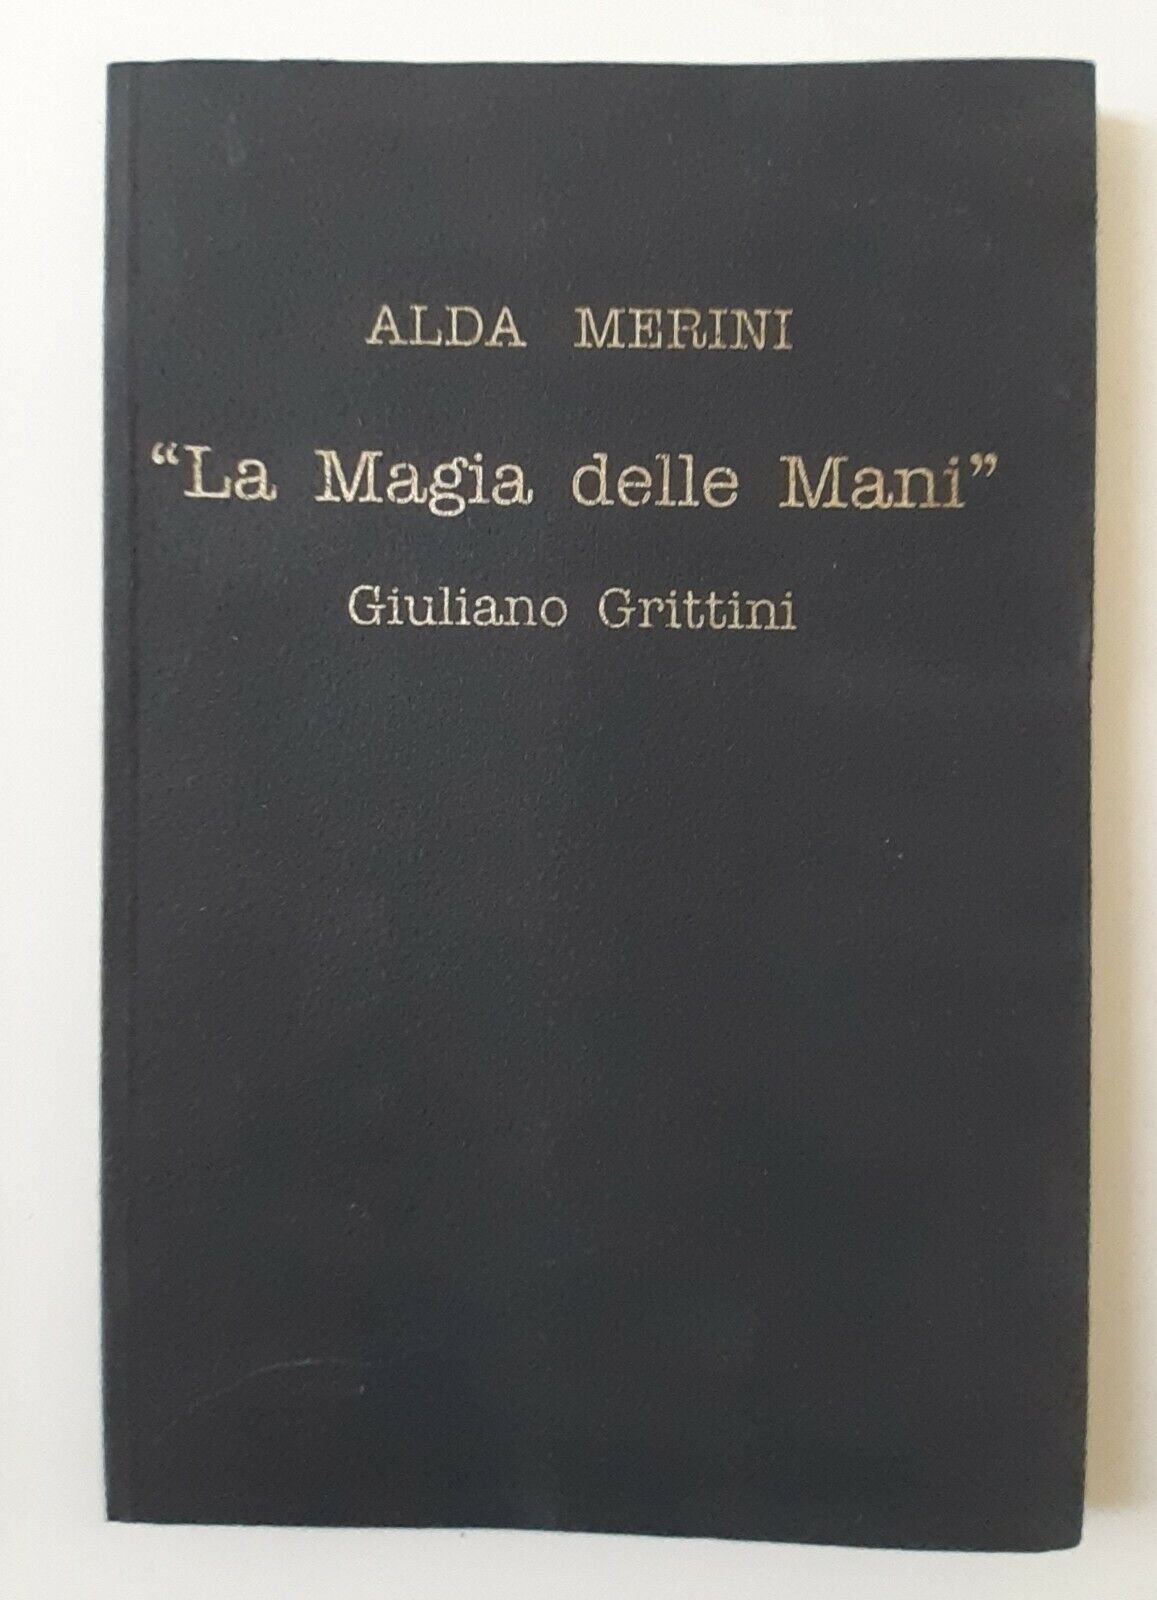 ALDA MERINI
“La Magia delle Mani”
Giuliano Grittini